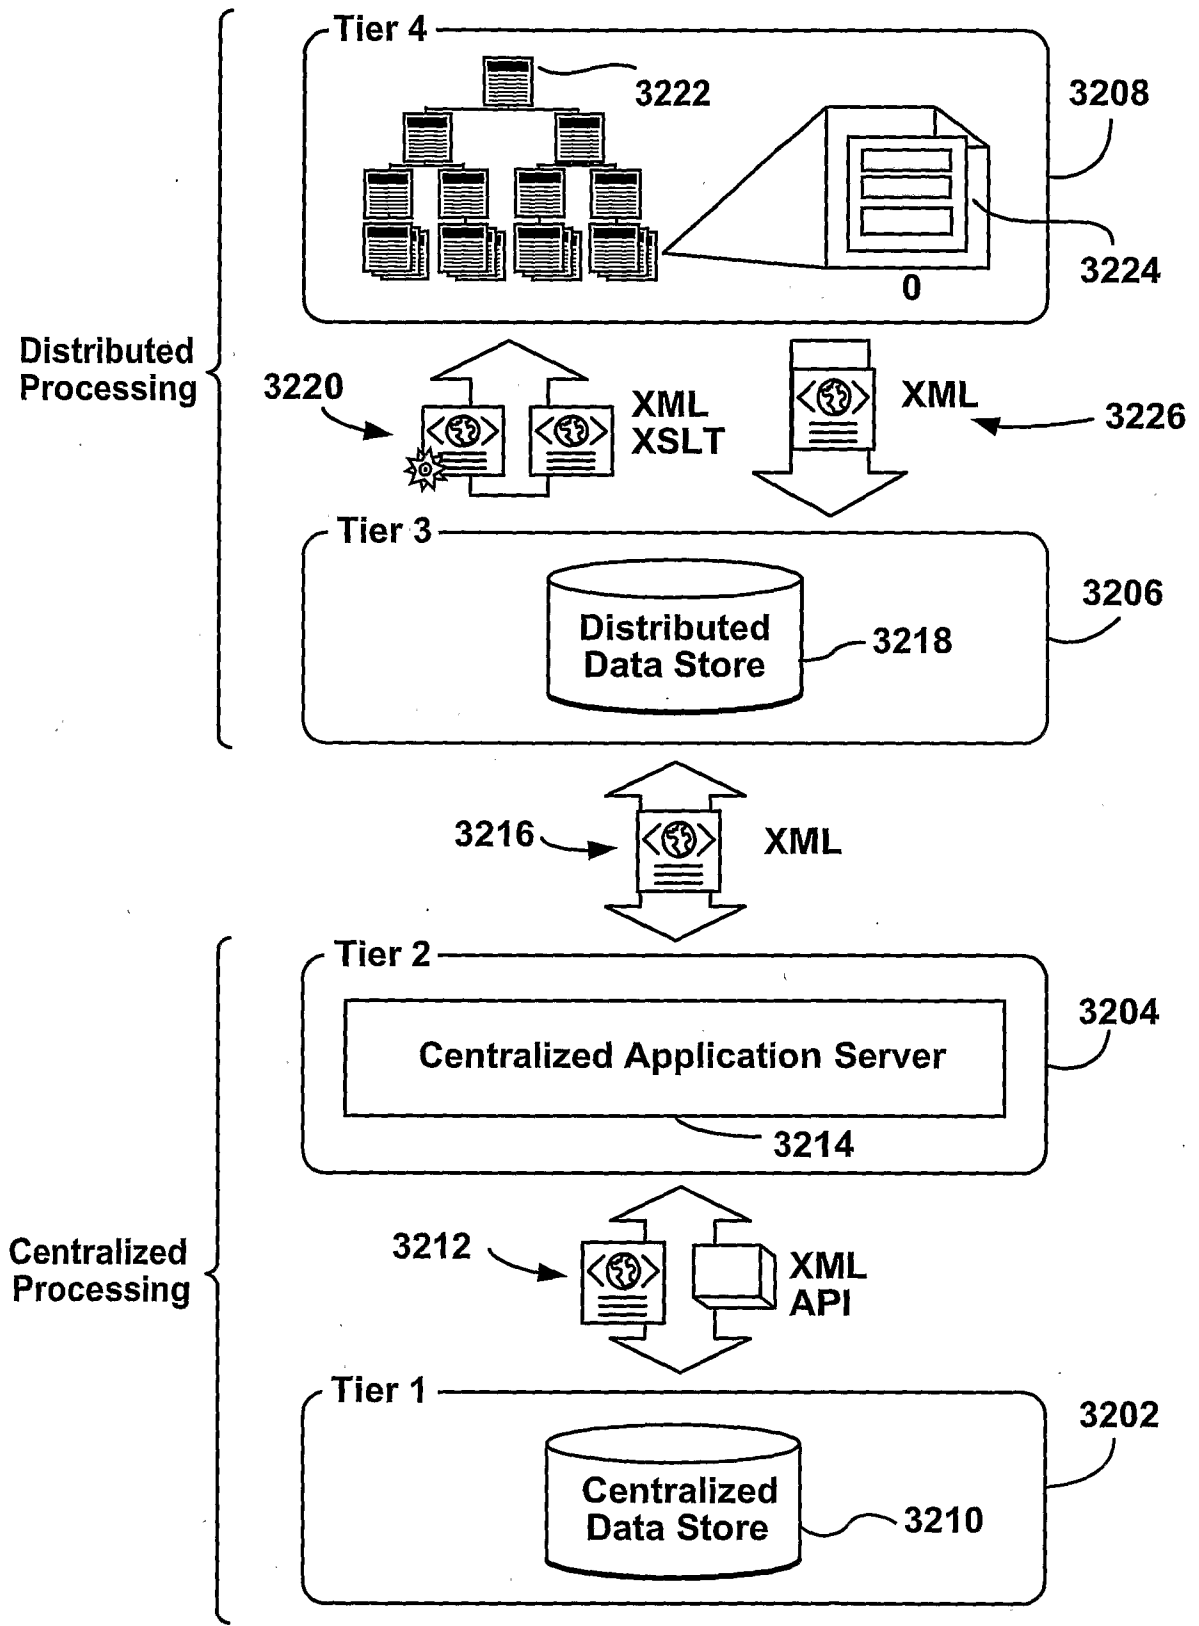 Tier 4
3222
3208
3224
0
Distributed
Processing
3220
XML
XSLT
XML
3226
Tier 3
3206
Distributed
Data Store
3218
3216
XML
Tier 2
3204
Centralized Application Server
3214
Centralized
Processing
3212
XML
API
Tier 1
3202
Centralized
Data Store
3210